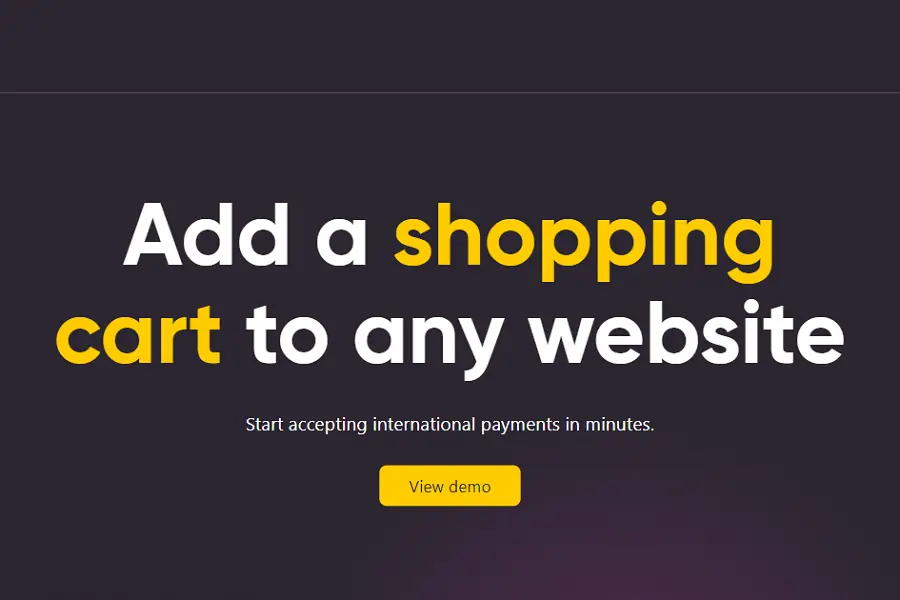 Add a shopping
cart to any website
Start accepting international payments in minutes.
View demo